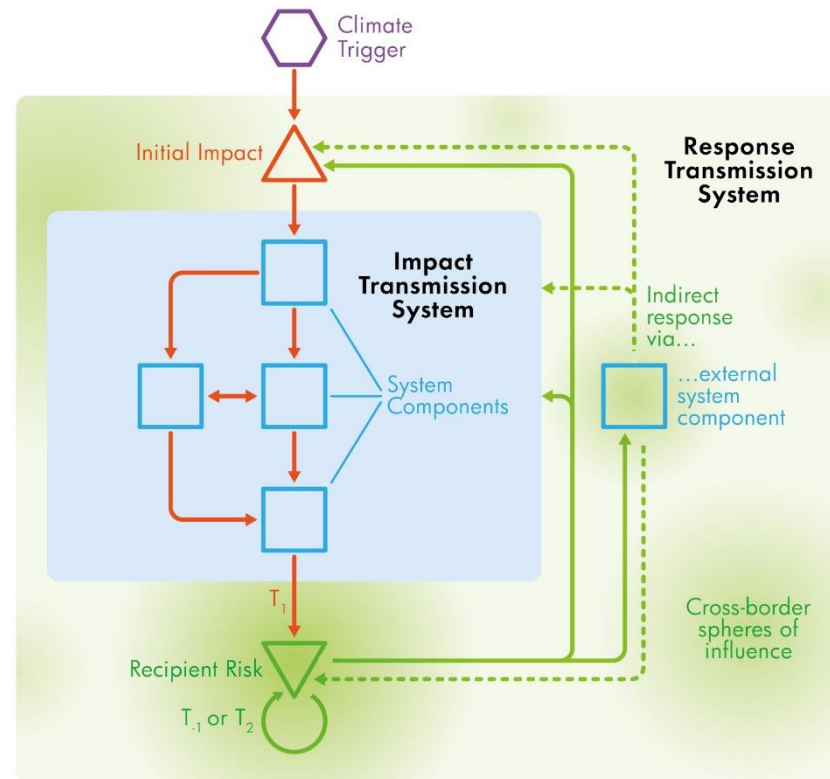 Climate
Trigger
Initial Impact
Response
Transmission
System
Impact
Transmission
System
Indirect
response
via...
...external
system
component
System
Components
T₁
Cross-border
spheres of
influence
Recipient Risk
T₋₁ or T₂